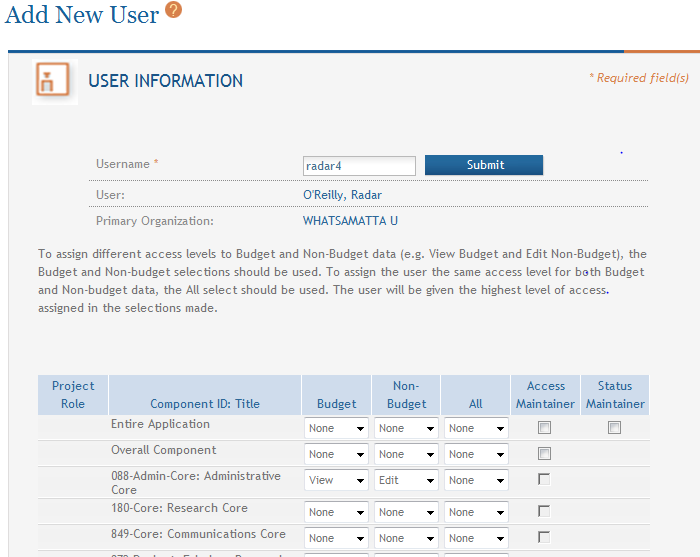 Add New User ?
USER INFORMATION
* Required field(s)
Username * radar4 Submit
User: O'Reilly, Radar
Primary Organization: WHATSAMATTA U
To assign different access levels to Budget and Non-Budget data (e.g. View Budget and Edit Non-Budget), the
Budget and Non-budget selections should be used. To assign the user the same access level for both Budget
and Non-budget data, the All select should be used. The user will be given the highest level of access
assigned in the selections made.
Project Role Component ID: Title Budget Non-Budget All Access Maintainer Status Maintainer
Entire Application None None None
Overall Component None None None
088-Admin-Core: Administrative
Core View Edit None
180-Core: Research Core None None None
849-Core: Communications Core None None None